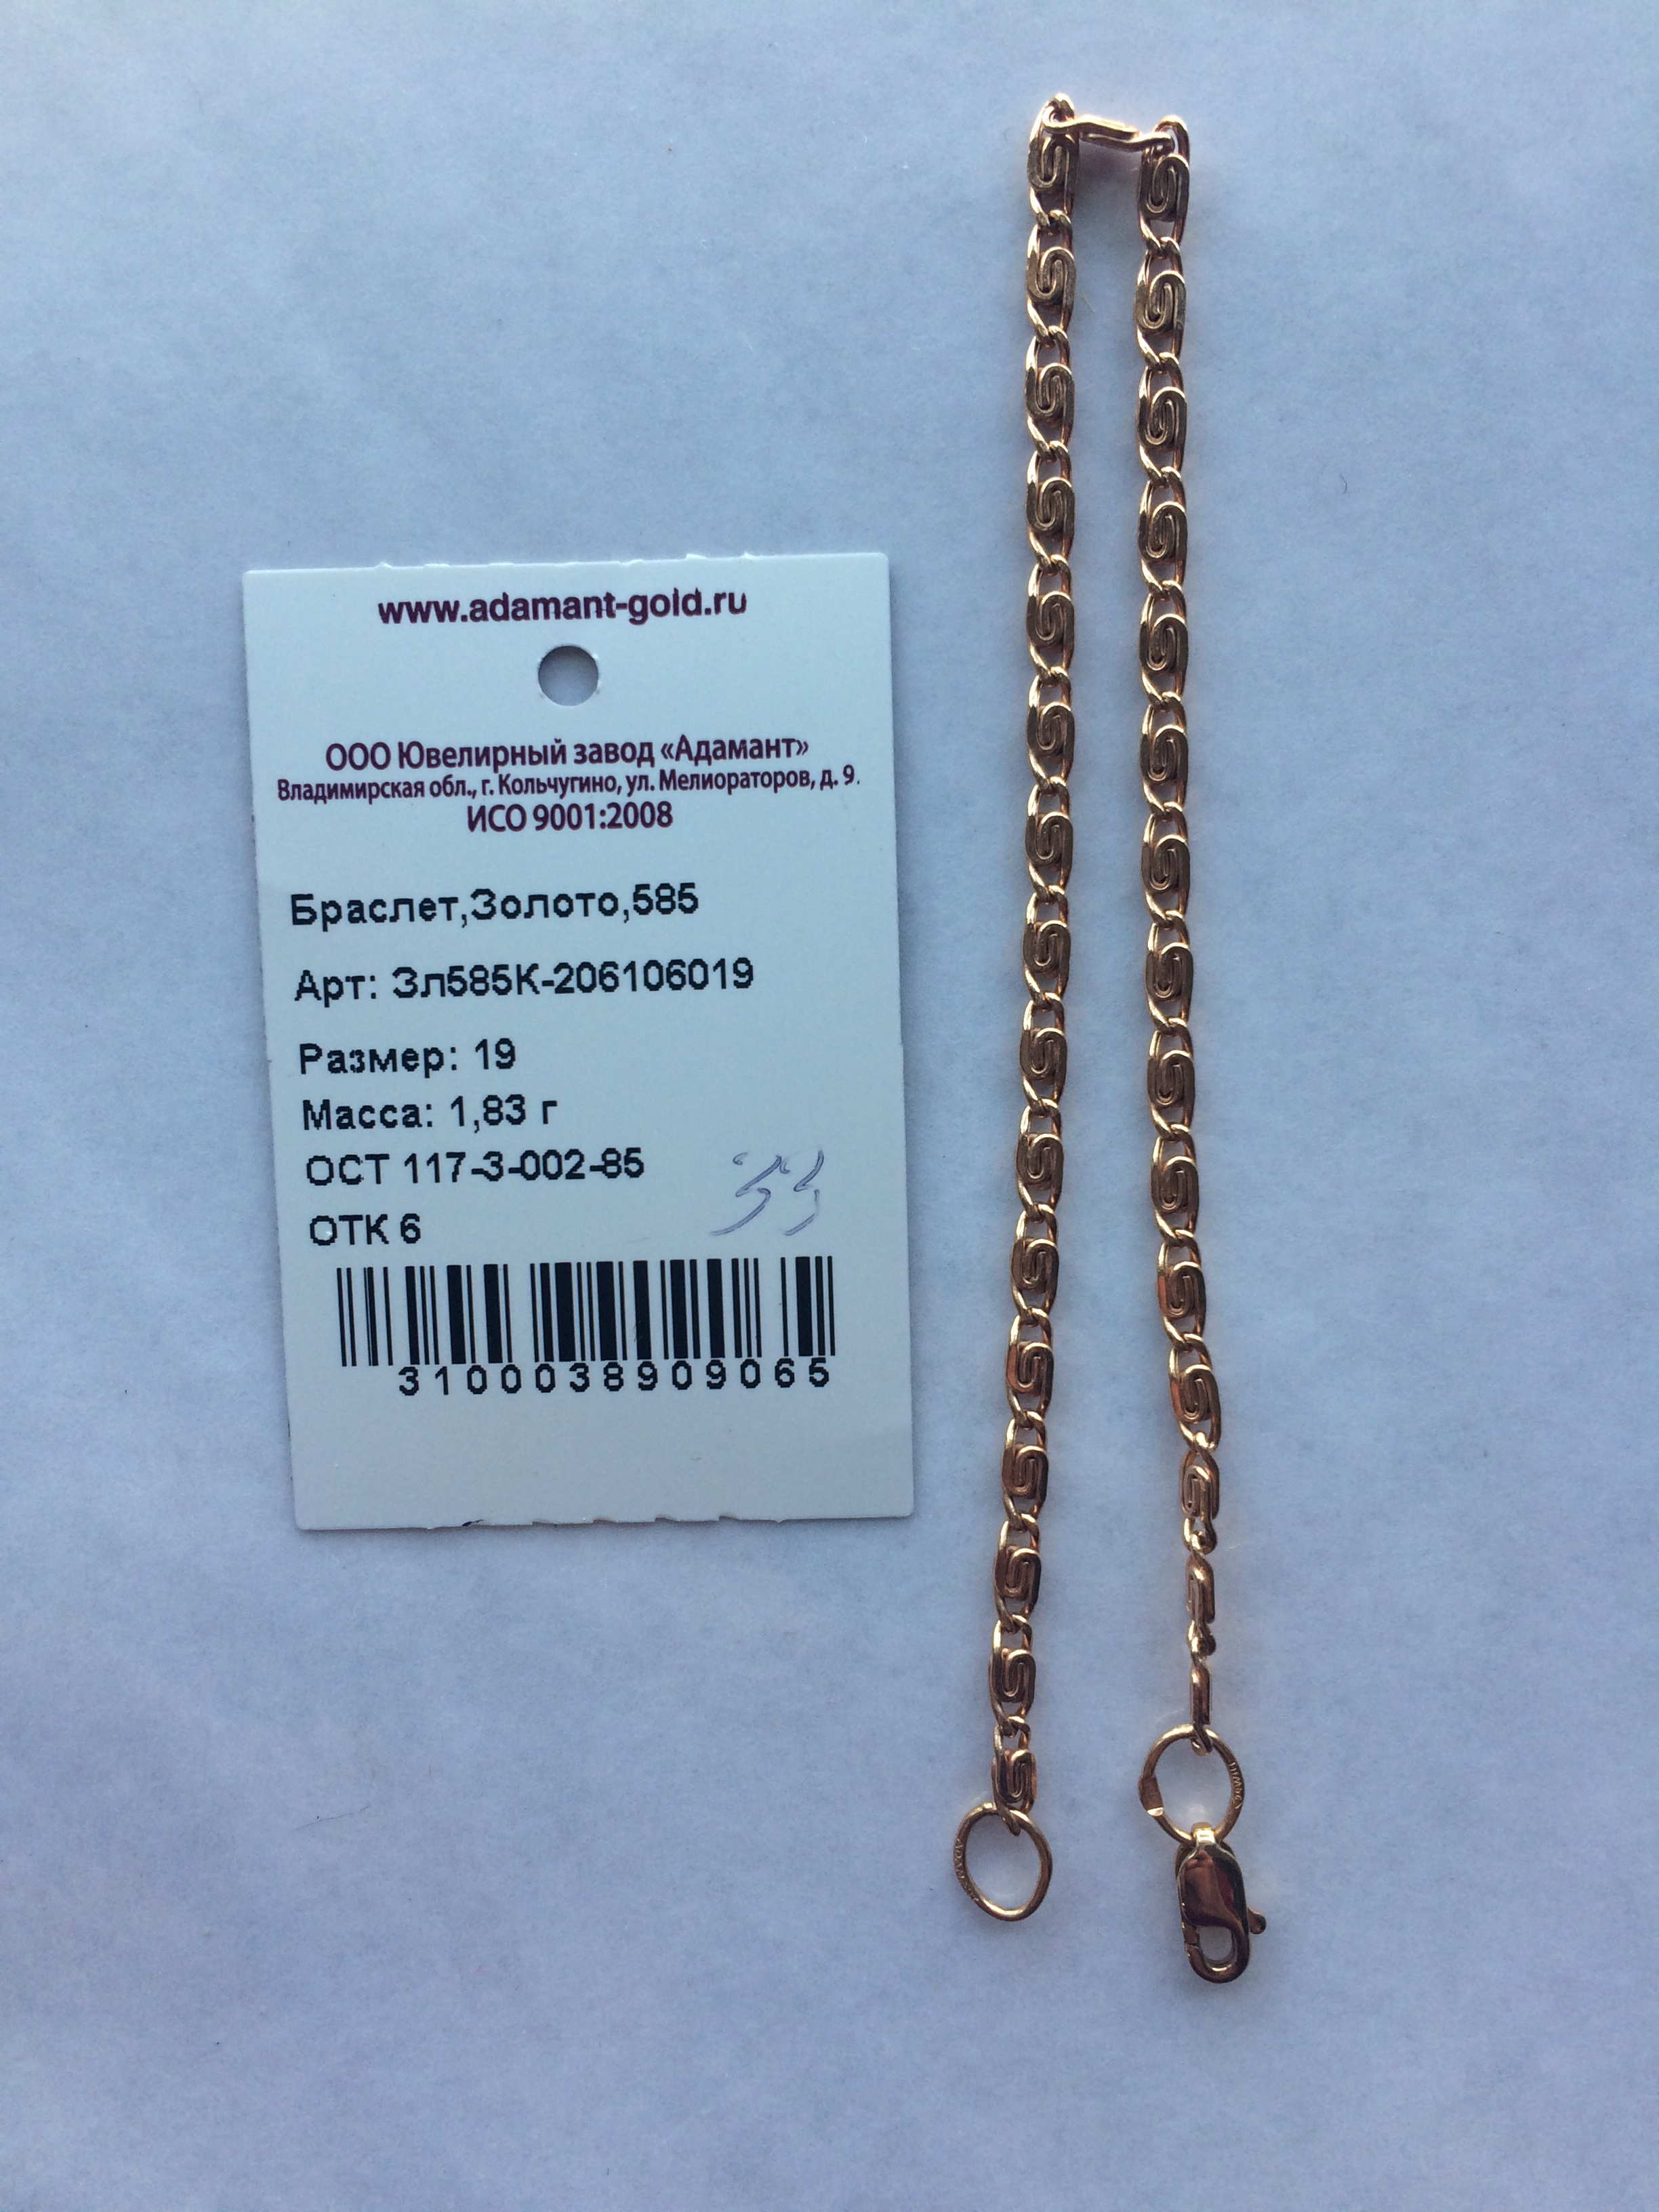 www.adamant-gold.ru
ООО Ювелирный завод «Адамант»
Владимирская обл., г. Кольчугино, ул. Мелиораторов, д. 9.
ИСО 9001:2008
Браслет,Золото,585
Арт: Зл585К-206106019
Размер: 19
Масса: 1,83 г
ОСТ 117-3-002-85
ОТК 6
3100038909065